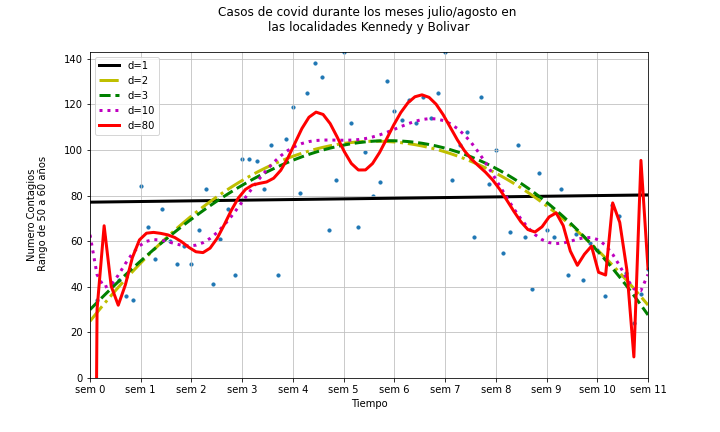 Casos de covid durante los meses julio/agosto en
las localidades Kennedy y Bolivar
d=1
d=2
d=3
d=10
d=80
Numero Contagios
Rango de 50 a 60 años
140
120
100
80
60
40
20
0
sem 0 sem 1 sem 2 sem 3 sem 4 sem 5 sem 6 sem 7 sem 8 sem 9 sem 10 sem 11
Tiempo